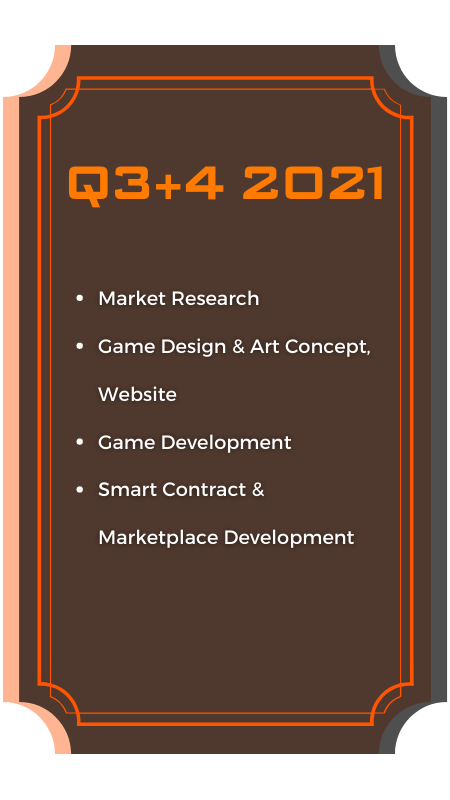 Q3+4 2021
• Market Research
• Game Design & Art Concept,
Website
• Game Development
• Smart Contract &
Marketplace Development